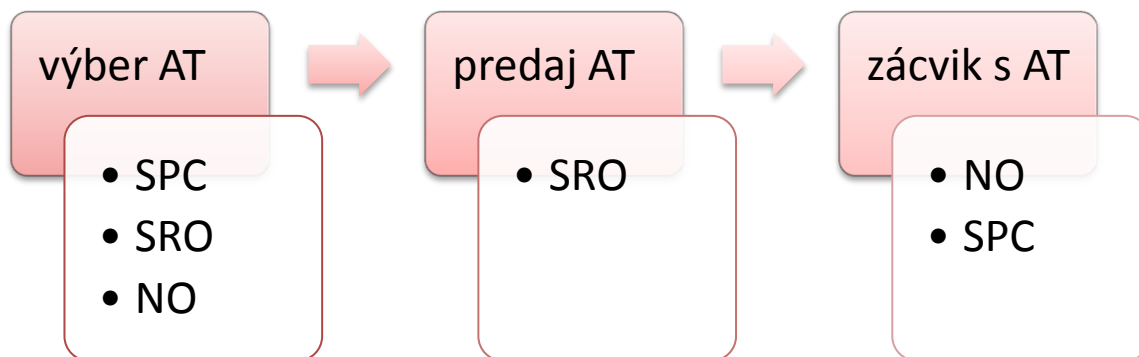 výber AT
• SPC
• SRO
• NO
predaj AT
• SRO
zácvik s AT
• NO
• SPC